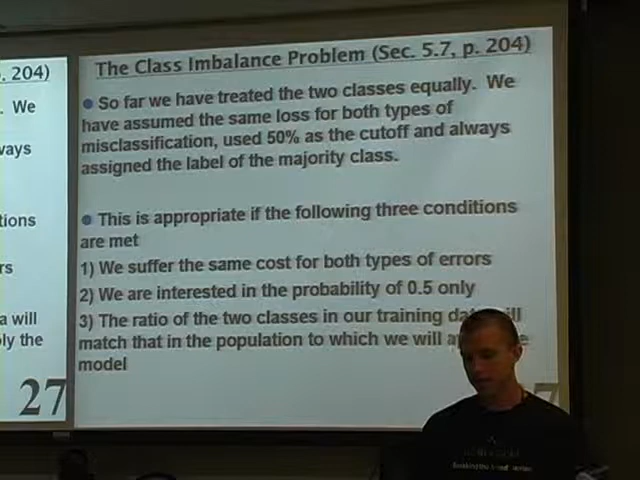 . 204)
. We
ways
tions
rs
a will
ly the
27
The Class Imbalance Problem (Sec. 5.7, p. 204)
So far we have treated the two classes equally. We
have assumed the same loss for both types of
misclassification, used 50% as the cutoff and always
assigned the label of the majority class.
This is appropriate if the following three conditions
are met
1) We suffer the same cost for both types of errors
2) We are interested in the probability of 0.5 only
3) The ratio of the two classes in our training data will
match that in the population to which we will a e
model
7